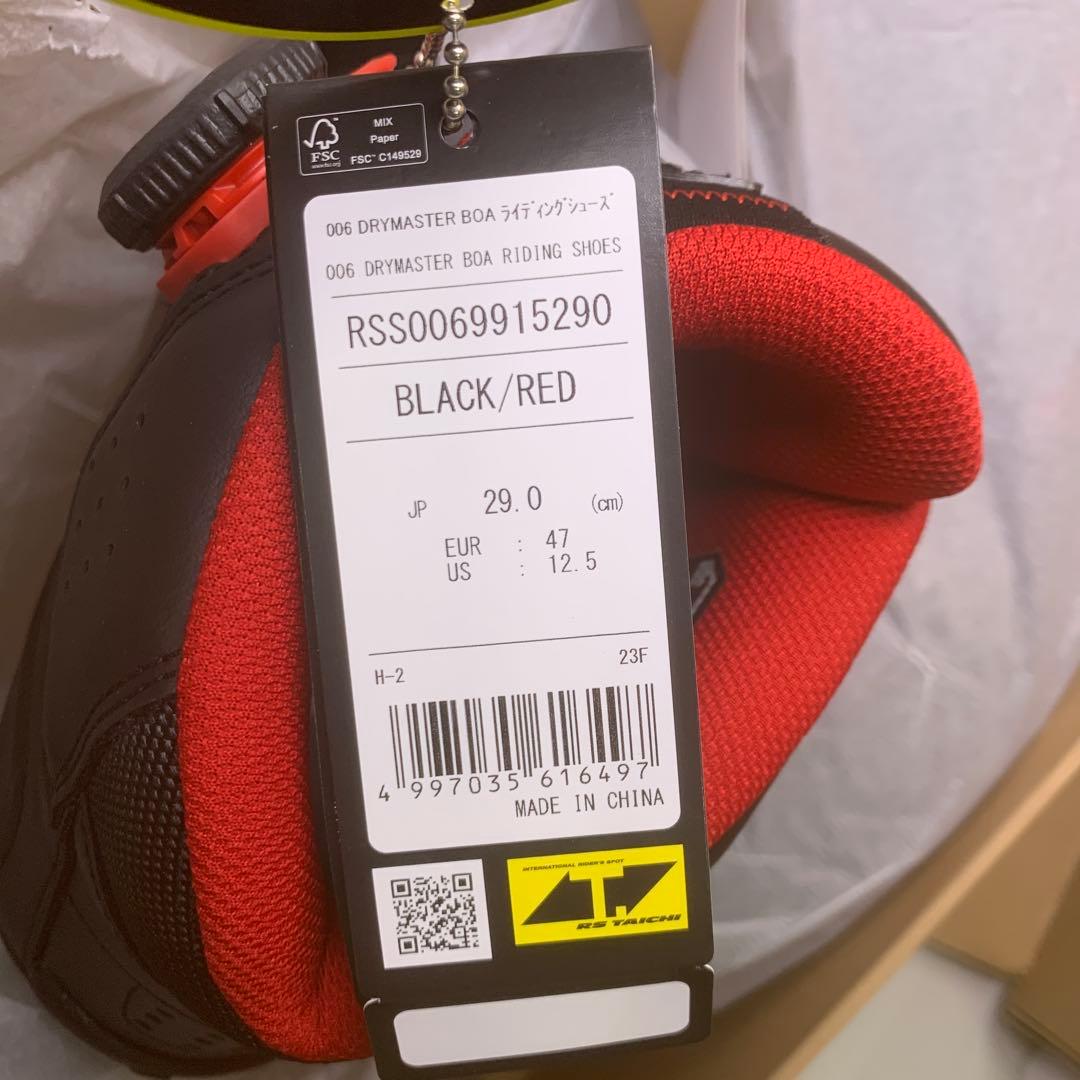 MIX
Paper
FSC
www.fsc.org
FSC™ C149529
006 DRYMASTER BOA ﾗｲﾃﾞｨﾝｸﾞｼｭｰｽﾞ
006 DRYMASTER BOA RIDING SHOES
RSS0069915290
BLACK/RED
JP 29.0 (cm)
EUR : 47
US : 12.5
H-2 23F
4 997035 616497
MADE IN CHINA
INTERNATIONAL RIDER'S SPOT
RS TAICHI